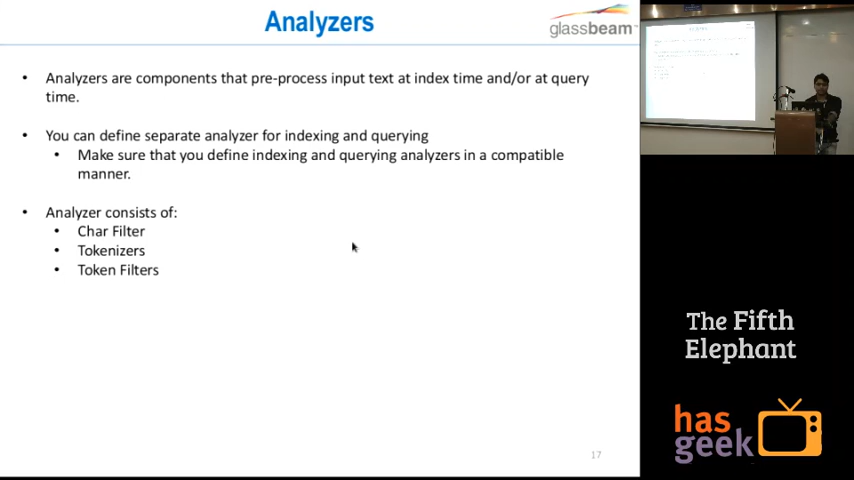 Analyzers
glassbeam
• Analyzers are components that pre-process input text at index time and/or at query
time.
• You can define separate analyzer for indexing and querying
• Make sure that you define indexing and querying analyzers in a compatible
manner.
• Analyzer consists of:
• Char Filter
• Tokenizers
• Token Filters
17
The Fifth
Elephant
has
geek